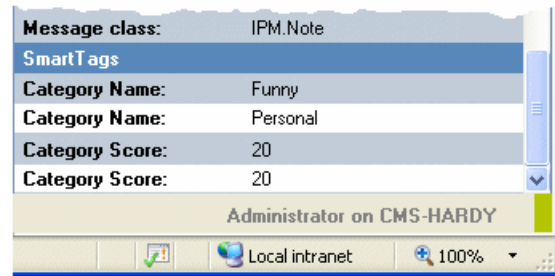 Message class: IPM.Note
SmartTags
Category Name: Funny
Category Name: Personal
Category Score: 20
Category Score: 20
Administrator on CMS-HARDY
Local intranet 100%